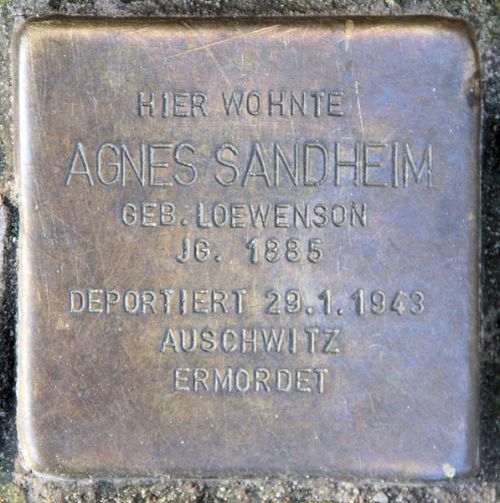 HIER WOHNTE
AGNES SANDHEIM
GEB. LOEWENSON
JG. 1885
DEPORTIERT 29.1.1943
AUSCHWITZ
ERMORDET